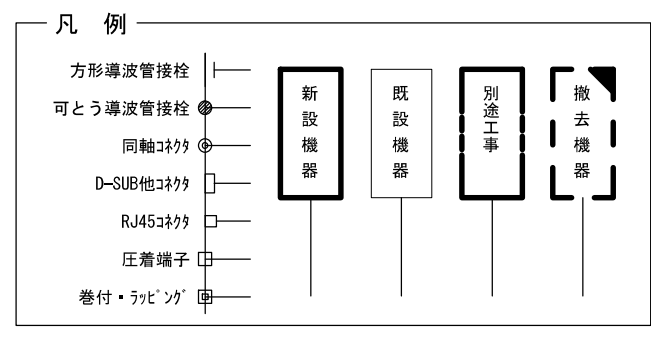 凡 例
方形導波管接栓
可とう導波管接栓
同軸ｺﾈｸﾀ
D-SUB他ｺﾈｸﾀ
RJ45ｺﾈｸﾀ
圧着端子
巻付・ﾗｯﾋﾟﾝｸﾞ
新設機器
既設機器
別途工事
撤去機器